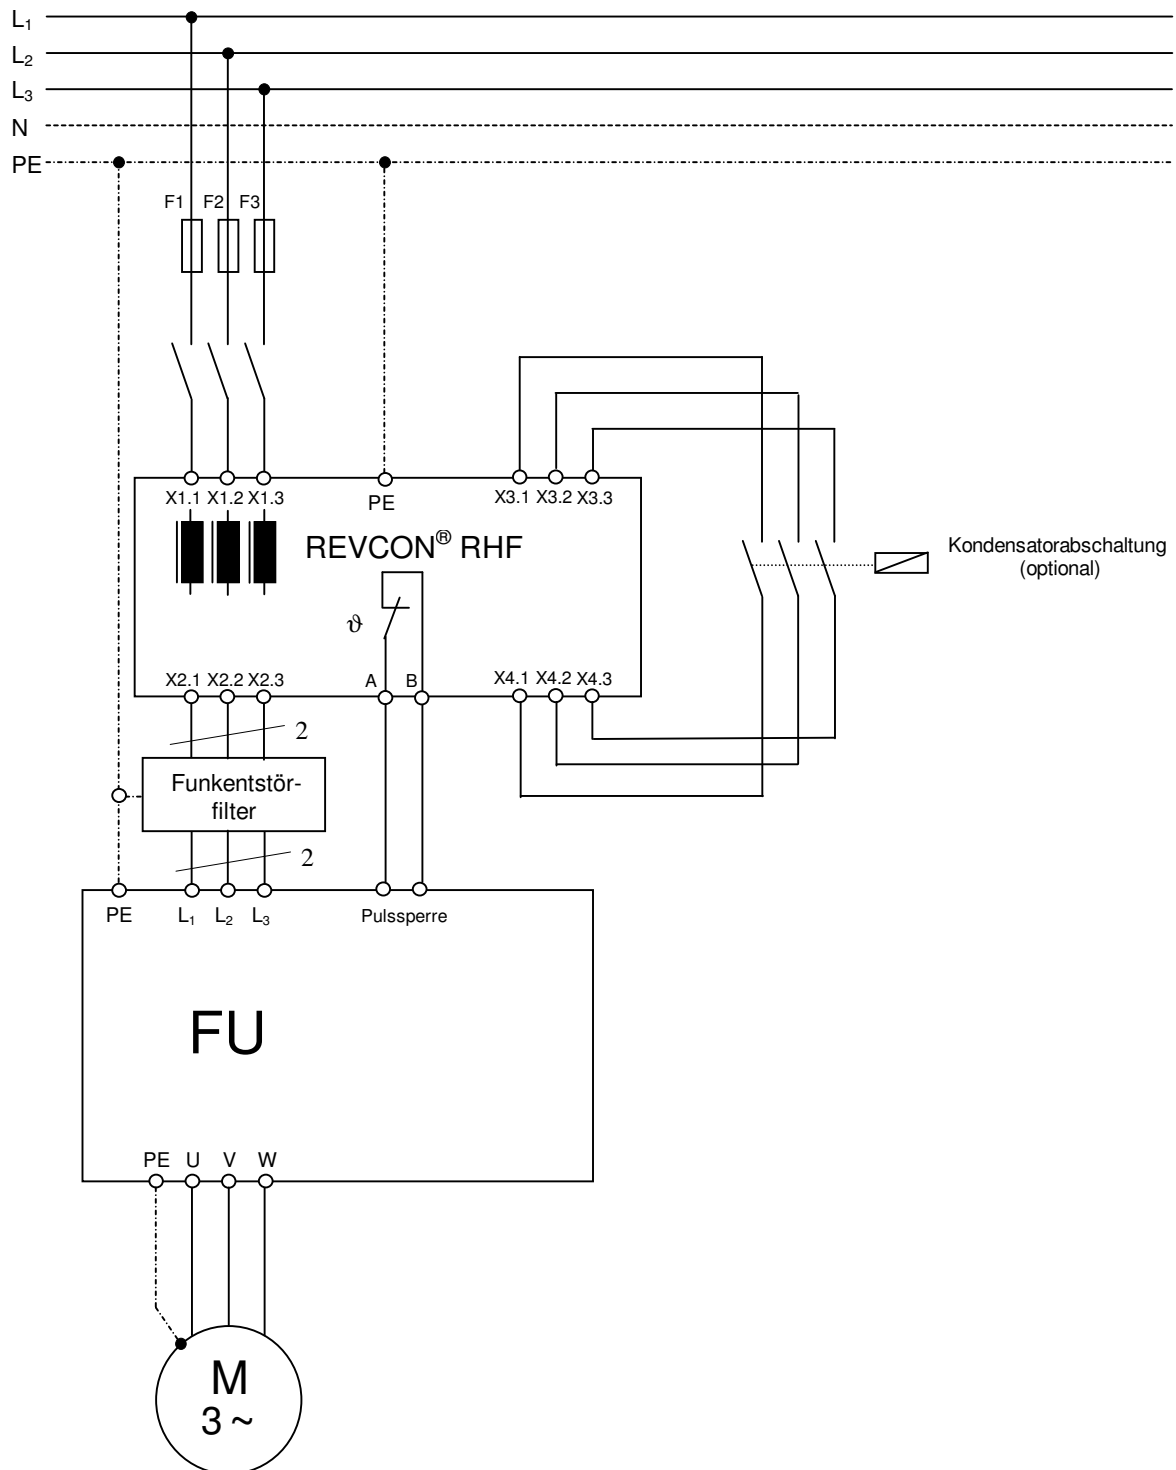 L₁
L₂
L₃
N
PE
F1 F2 F3
X1.1 X1.2 X1.3
PE
X3.1 X3.2 X3.3
REVCON® RHF
Kondensatorabschaltung
(optional)
ϑ
X2.1 X2.2 X2.3
A B
X4.1 X4.2 X4.3
2
Funkentstör-
filter
2
PE L₁ L₂ L₃ Pulssperre
FU
PE U V W
M
3 ~